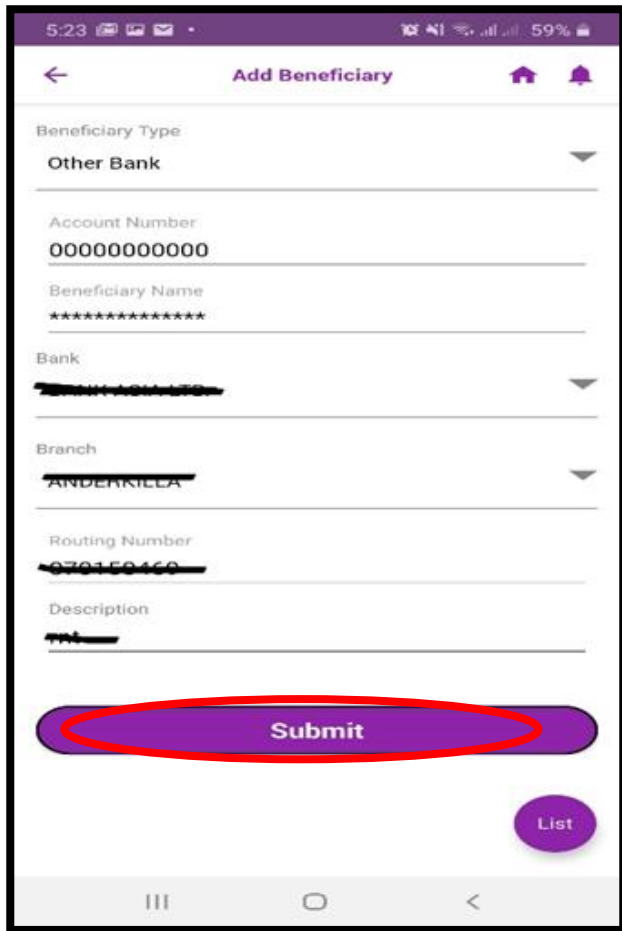 5:23 59%
Add Beneficiary
Beneficiary Type
Other Bank
Account Number
00000000000
Beneficiary Name
**************
Bank
Branch
Routing Number
Description
Submit
List